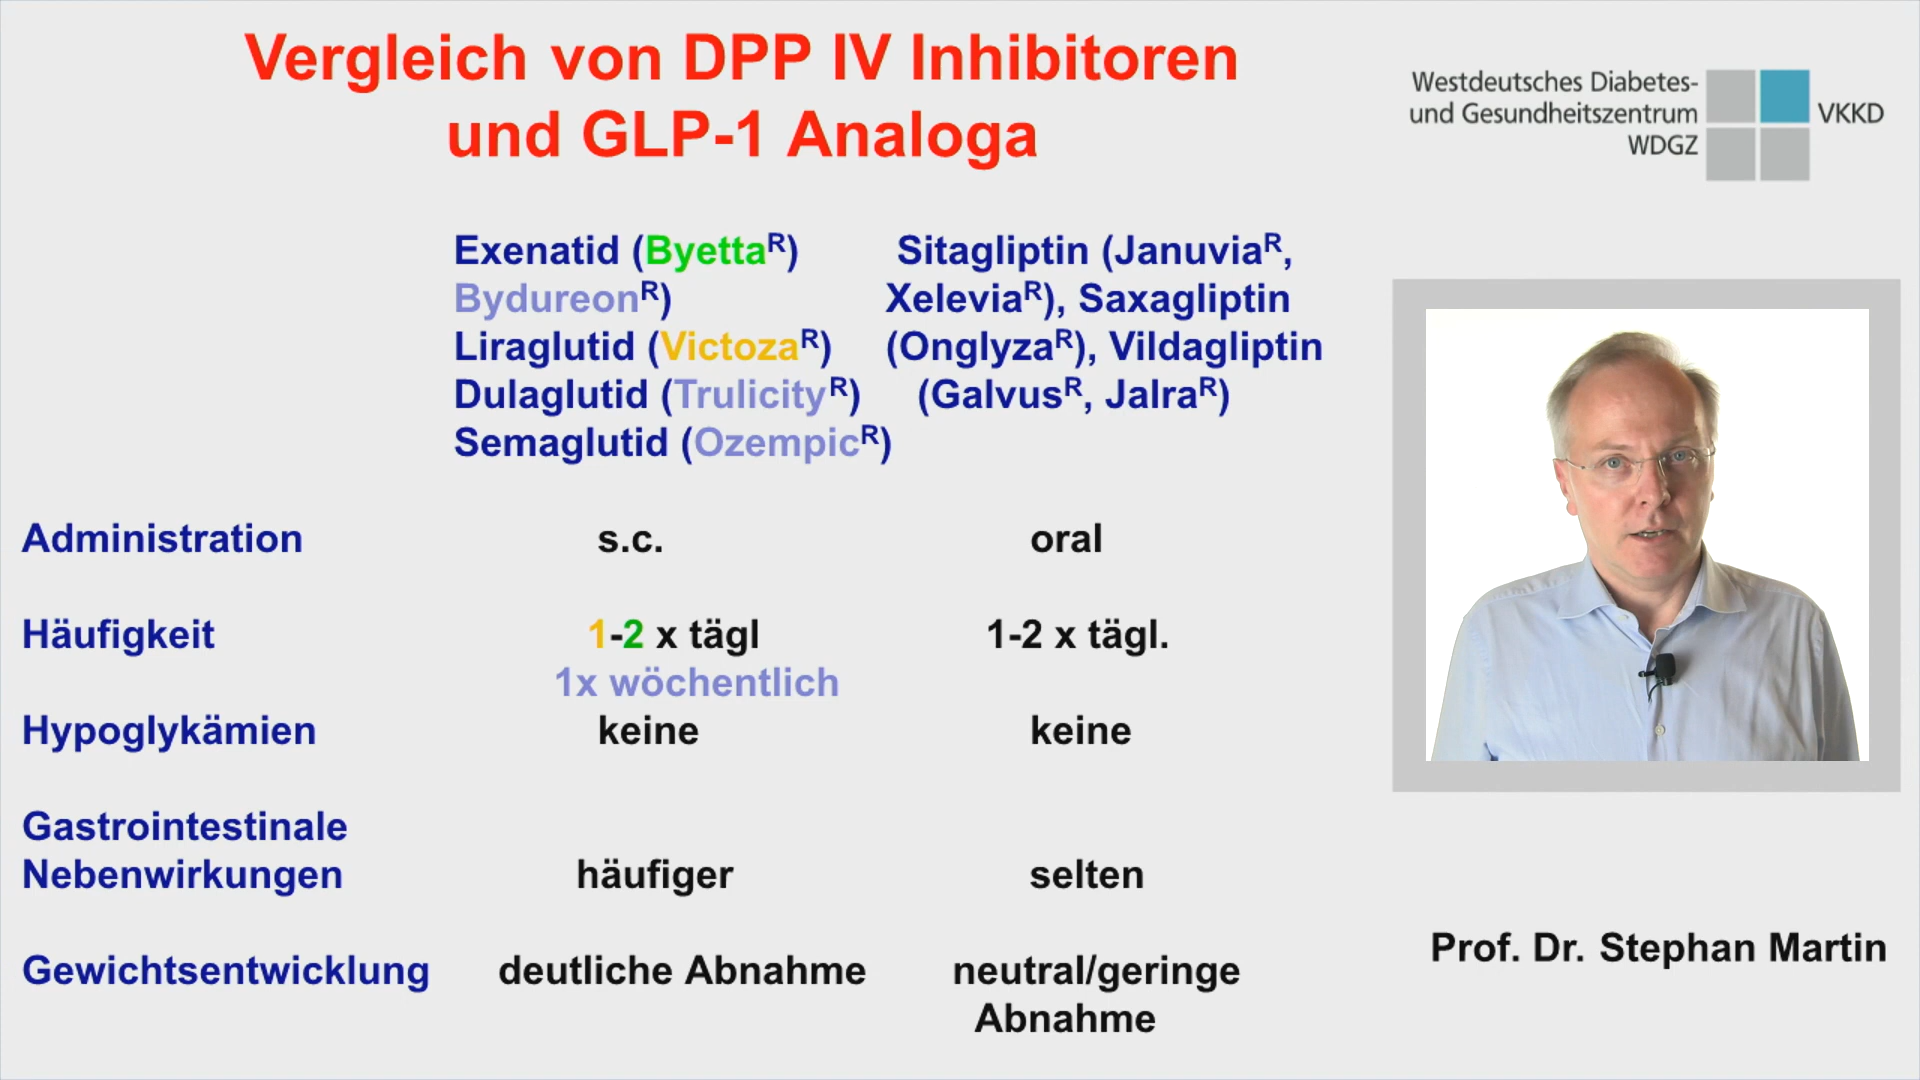 Vergleich von DPP IV Inhibitoren
und GLP-1 Analoga
Westdeutsches Diabetes-
und Gesundheitszentrum
WDGZ
VKKD
Exenatid (Byettaᴿ)
Bydureonᴿ)
Liraglutid (Victozaᴿ)
Dulaglutid (Trulicityᴿ)
Semaglutid (Ozempicᴿ)
Sitagliptin (Januviaᴿ,
Xeleviaᴿ), Saxagliptin
(Onglyzaᴿ), Vildagliptin
(Galvusᴿ, Jalraᴿ)
Administration s.c. oral
Häufigkeit 1-2 x tägl 1-2 x tägl.
1x wöchentlich
Hypoglykämien keine keine
Gastrointestinale
Nebenwirkungen häufiger selten
Gewichtsentwicklung deutliche Abnahme neutral/geringe
Abnahme
Prof. Dr. Stephan Martin